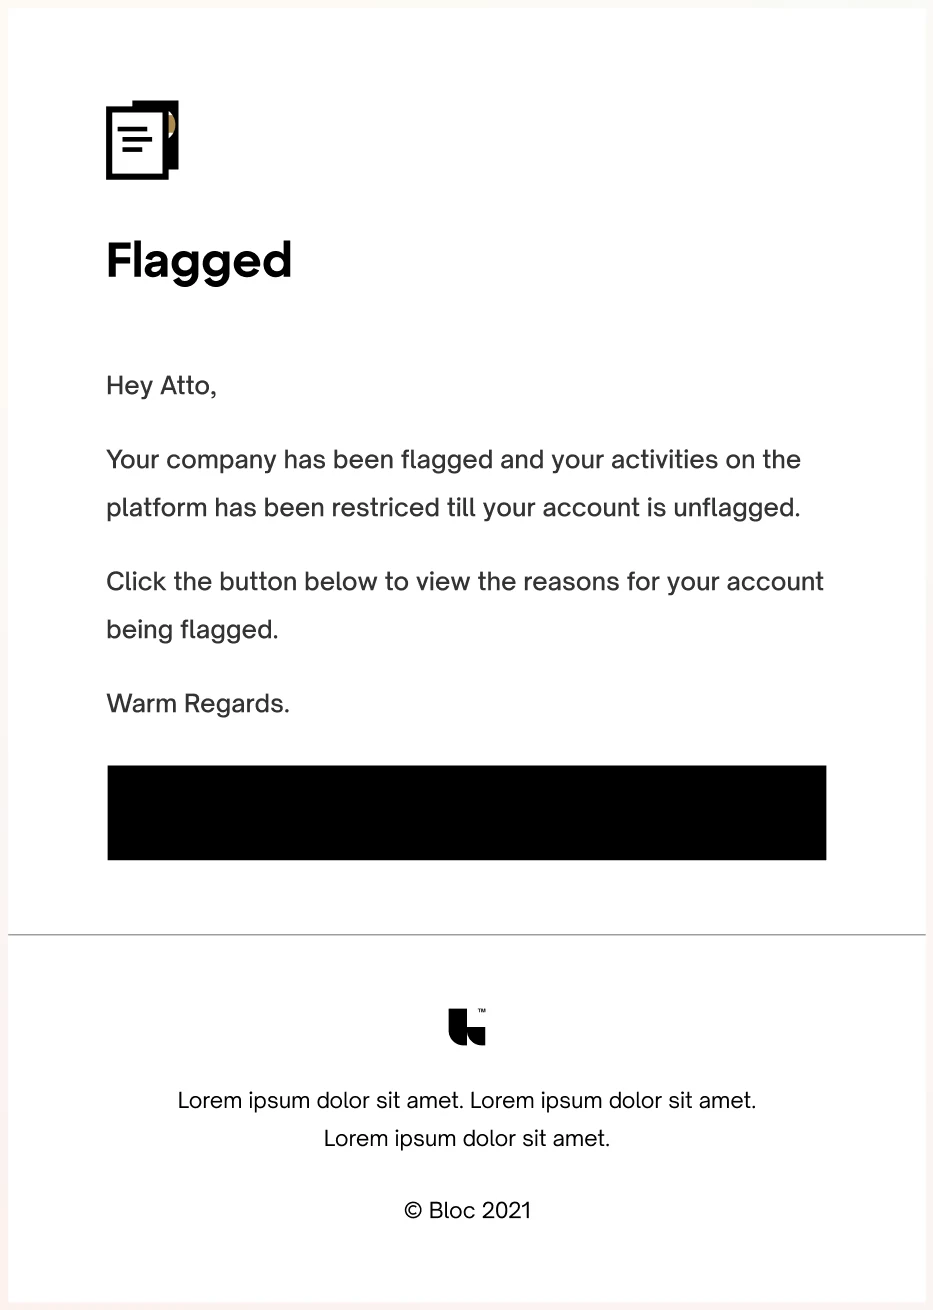 Flagged
Hey Atto,
Your company has been flagged and your activities on the
platform has been restriced till your account is unflagged.
Click the button below to view the reasons for your account
being flagged.
Warm Regards.
™
Lorem ipsum dolor sit amet. Lorem ipsum dolor sit amet.
Lorem ipsum dolor sit amet.
© Bloc 2021